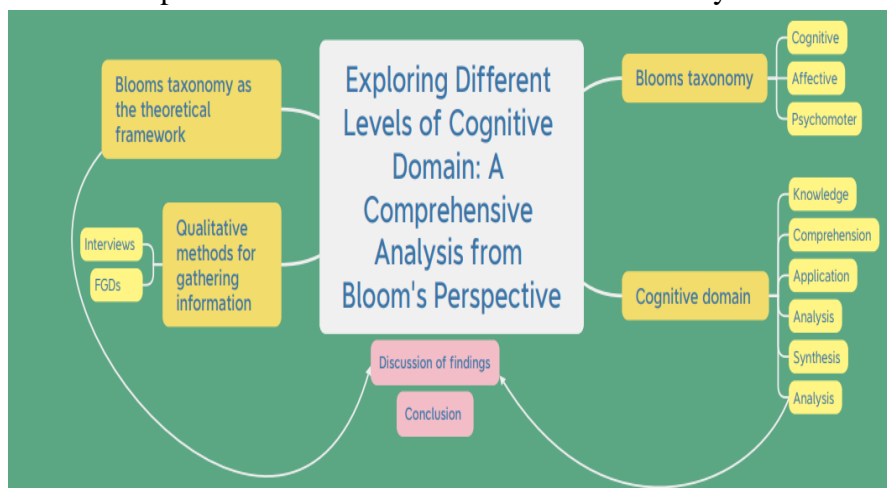 Exploring Different
Levels of Cognitive
Domain: A
Comprehensive
Analysis from
Bloom's Perspective
Blooms taxonomy as
the theoretical
framework
Qualitative
methods for
gathering
information
Interviews
FGDs
Blooms taxonomy
Cognitive
Affective
Psychomoter
Cognitive domain
Knowledge
Comprehension
Application
Analysis
Synthesis
Analysis
Discussion of findings
Conclusion